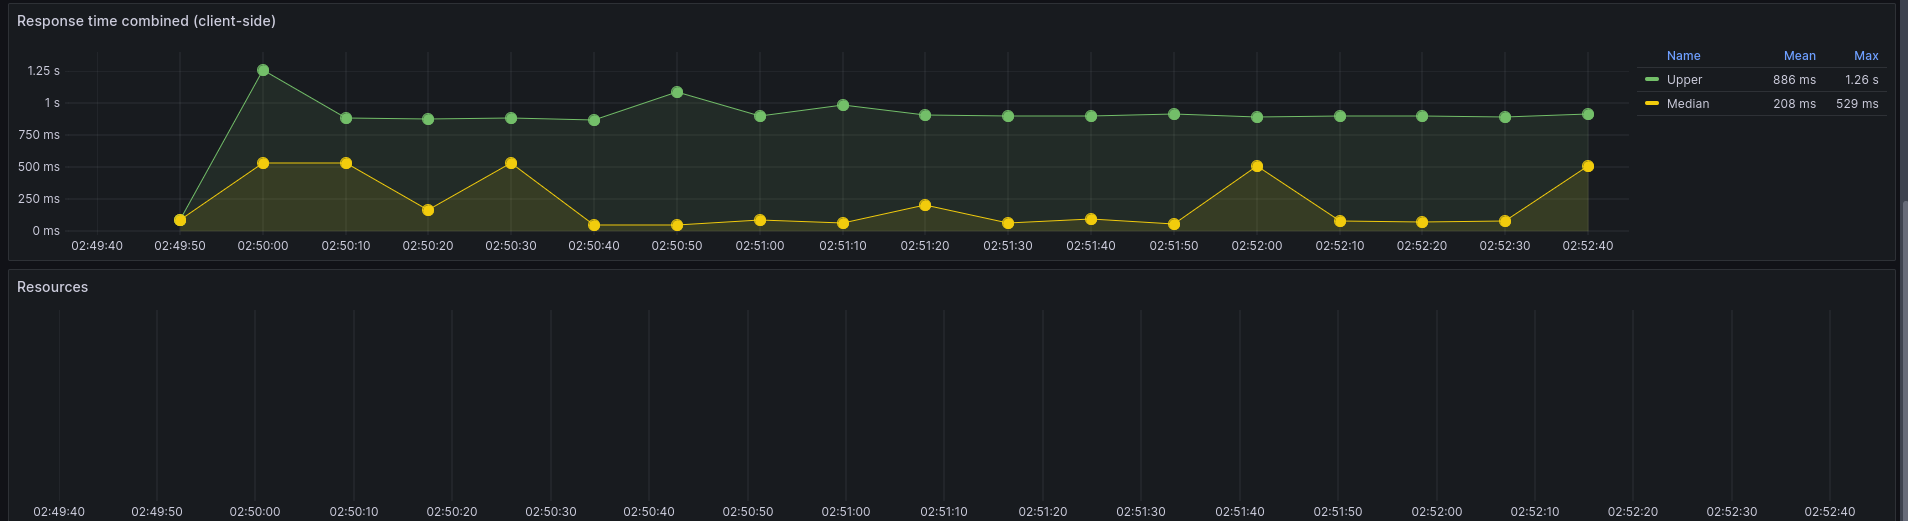 Response time combined (client-side)
Name Mean Max
1.25 s
Upper 886 ms 1.26 s
1 s
Median 208 ms 529 ms
750 ms
500 ms
250 ms
0 ms
02:49:40 02:49:50 02:50:00 02:50:10 02:50:20 02:50:30 02:50:40 02:50:50 02:51:00 02:51:10 02:51:20 02:51:30 02:51:40 02:51:50 02:52:00 02:52:10 02:52:20 02:52:30 02:52:40
Resources
02:49:40 02:49:50 02:50:00 02:50:10 02:50:20 02:50:30 02:50:40 02:50:50 02:51:00 02:51:10 02:51:20 02:51:30 02:51:40 02:51:50 02:52:00 02:52:10 02:52:20 02:52:30 02:52:40